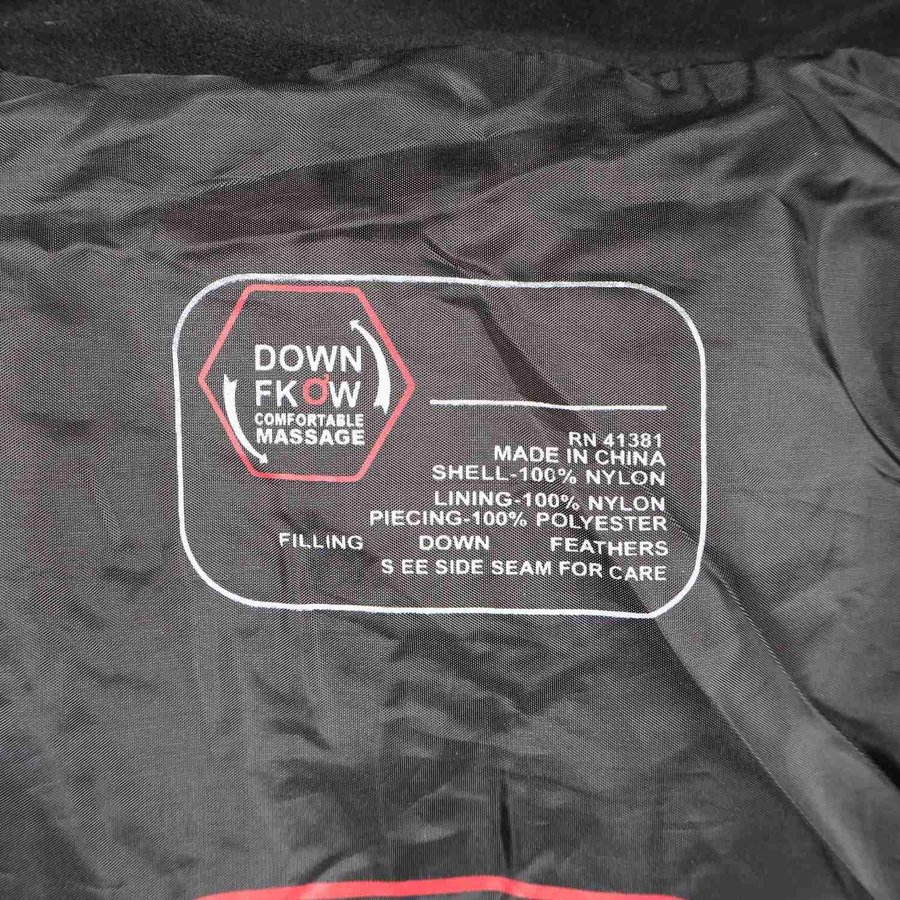 DOWN
FKOW
COMFORTABLE
MASSAGE
RN 41381
MADE IN CHINA
SHELL-100% NYLON
LINING-100% NYLON
PIECING-100% POLYESTER
FILLING DOWN FEATHERS
S EE SIDE SEAM FOR CARE